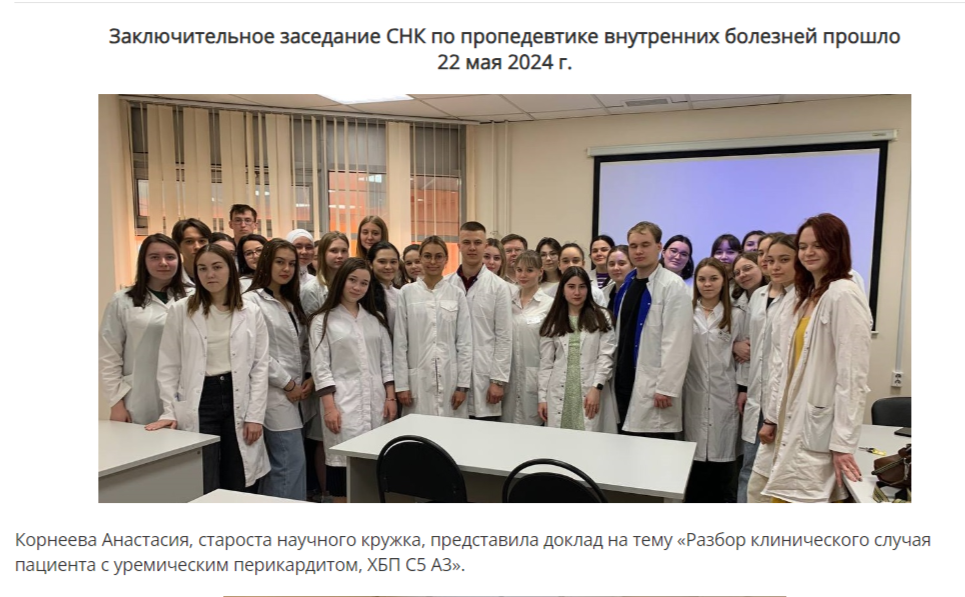 Заключительное заседание СНК по пропедевтике внутренних болезней прошло
22 мая 2024 г.
Корнеева Анастасия, староста научного кружка, представила доклад на тему «Разбор клинического случая
пациента с уремическим перикардитом, ХБП С5 А3».